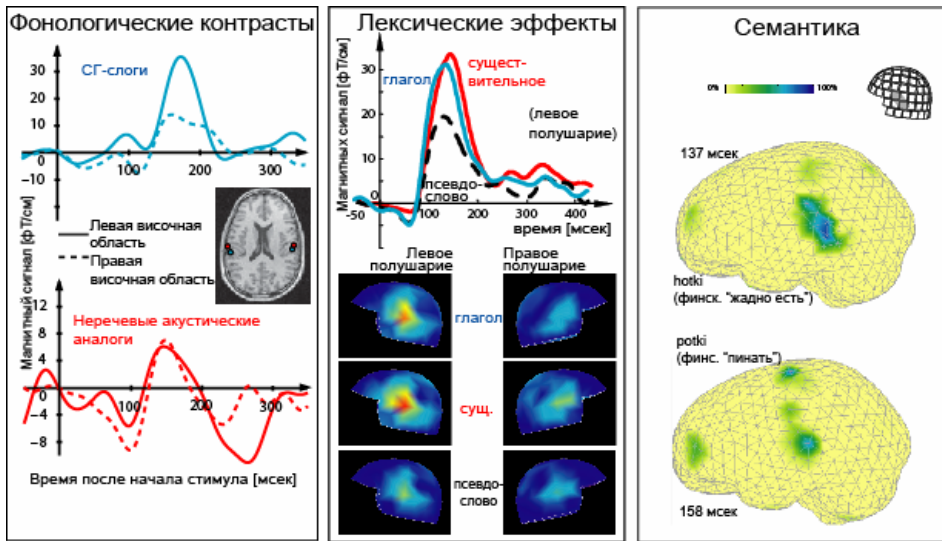 Фонологические контрасты
Магнитный сигнал [фТ/см]
30
20
10
0
–10
СГ-слоги
100
200
300
Левая височная
область
Правая
височная область
12
8
4
0
–4
–8
Неречевые акустические
аналоги
100
200
300
Время после начала стимула [мсек]
Лексические эффекты
Магнитных сигнал [фТ/см]
30
20
10
0
-5
глагол
сущест-
вительное
(левое
полушарие)
псевдо-
слово
-50
100
200
300
400
время [мсек]
Левое
полушарие
Правое
полушарие
глагол
сущ.
псевдо-
слово
Семантика
0%
100%
137 мсек
hotki
(финск. “жадно есть”)
potki
(финс. “пинать”)
158 мсек